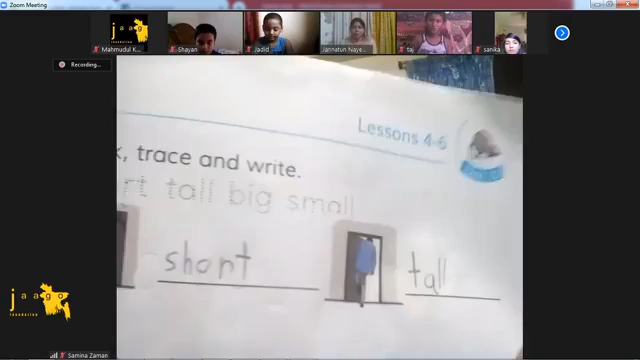 Zoom Meeting
jaago
Mahmudul K...
Shayan
Jadid
Jannatun Naye...
taj
sanika
Recording...
Lessons 4-6
, trace and write.
rt tall big small
short
tall
jaago
foundation
Samina Zaman